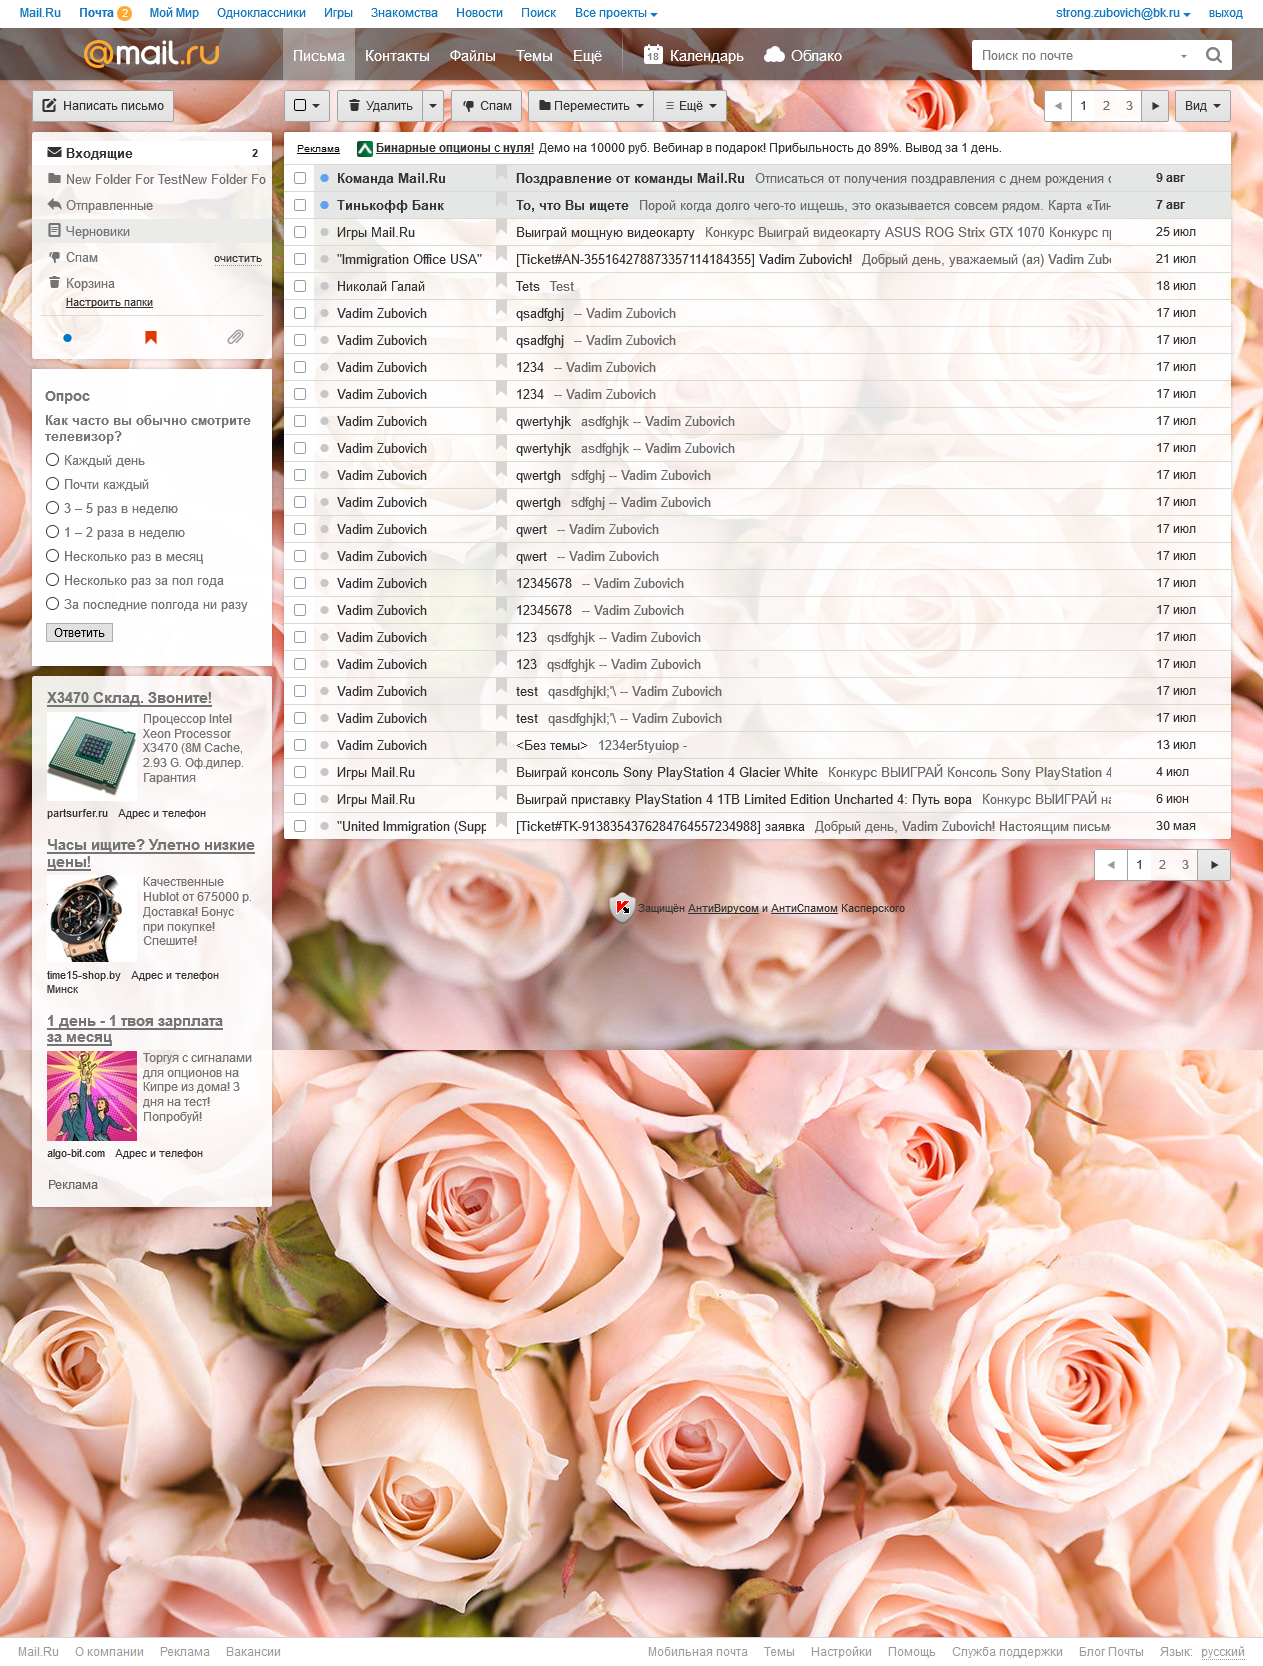 Mail.Ru Почта 2 Мой Мир Одноклассники Игры Знакомства Новости Поиск Все проекты strong.zubovich@bk.ru выход
@mail.ru Письма Контакты Файлы Темы Ещё 18 Календарь Облако Поиск по почте
Написать письмо Удалить Спам Переместить Ещё 1 2 3 Вид
Входящие 2
New Folder For TestNew Folder Fo
Отправленные
Черновики
Спам очистить
Корзина
Настроить папки
Опрос
Как часто вы обычно смотрите
телевизор?
Каждый день
Почти каждый
3 – 5 раз в неделю
1 – 2 раза в неделю
Несколько раз в месяц
Несколько раз за пол года
За последние полгода ни разу
Ответить
X3470 Склад. Звоните!
Процессор Intel
Xeon Processor
X3470 (8M Cache,
2.93 G. Оф.дилер.
Гарантия
partsurfer.ru Адрес и телефон
Часы ищите? Улетно низкие
цены!
Качественные
Hublot от 675000 р.
Доставка! Бонус
при покупке!
Спешите!
time15-shop.by Адрес и телефон
Минск
1 день - 1 твоя зарплата
за месяц
Торгуя с сигналами
для опционов на
Кипре из дома! 3
дня на тест!
Попробуй!
algo-bit.com Адрес и телефон
Реклама
Реклама Бинарные опционы с нуля! Демо на 10000 руб. Вебинар в подарок! Прибыльность до 89%. Вывод за 1 день.
Команда Mail.Ru Поздравление от команды Mail.Ru Отписаться от получения поздравления с днем рождения 9 авг
Тинькофф Банк То, что Вы ищете Порой когда долго чего-то ищешь, это оказывается совсем рядом. Карта «Тин 7 авг
Игры Mail.Ru Выиграй мощную видеокарту Конкурс Выиграй видеокарту ASUS ROG Strix GTX 1070 Конкурс пр 25 июл
"Immigration Office USA" [Ticket#AN-355164278873357114184355] Vadim Zubovich! Добрый день, уважаемый (ая) Vadim Zubo 21 июл
Николай Галай Tets Test 18 июл
Vadim Zubovich qsadfghj -- Vadim Zubovich 17 июл
Vadim Zubovich qsadfghj -- Vadim Zubovich 17 июл
Vadim Zubovich 1234 -- Vadim Zubovich 17 июл
Vadim Zubovich 1234 -- Vadim Zubovich 17 июл
Vadim Zubovich qwertyhjk asdfghjk -- Vadim Zubovich 17 июл
Vadim Zubovich qwertyhjk asdfghjk -- Vadim Zubovich 17 июл
Vadim Zubovich qwertgh sdfghj -- Vadim Zubovich 17 июл
Vadim Zubovich qwertgh sdfghj -- Vadim Zubovich 17 июл
Vadim Zubovich qwert -- Vadim Zubovich 17 июл
Vadim Zubovich qwert -- Vadim Zubovich 17 июл
Vadim Zubovich 12345678 -- Vadim Zubovich 17 июл
Vadim Zubovich 12345678 -- Vadim Zubovich 17 июл
Vadim Zubovich 123 qsdfghjk -- Vadim Zubovich 17 июл
Vadim Zubovich 123 qsdfghjk -- Vadim Zubovich 17 июл
Vadim Zubovich test qasdfghjkl;'\ -- Vadim Zubovich 17 июл
Vadim Zubovich test qasdfghjkl;'\ -- Vadim Zubovich 17 июл
Vadim Zubovich <Без темы> 1234er5tyuiop - 13 июл
Игры Mail.Ru Выиграй консоль Sony PlayStation 4 Glacier White Конкурс ВЫИГРАЙ Консоль Sony PlayStation 4 4 июл
Игры Mail.Ru Выиграй приставку PlayStation 4 1TB Limited Edition Uncharted 4: Путь вора Конкурс ВЫИГРАЙ на 6 июн
"United Immigration (Supp [Ticket#TK-9138354376284764557234988] заявка Добрый день, Vadim Zubovich! Настоящим письм 30 мая
1 2 3
Защищён АнтиВирусом и АнтиСпамом Касперского
Mail.Ru О компании Реклама Вакансии Мобильная почта Темы Настройки Помощь Служба поддержки Блог Почты Язык: русский